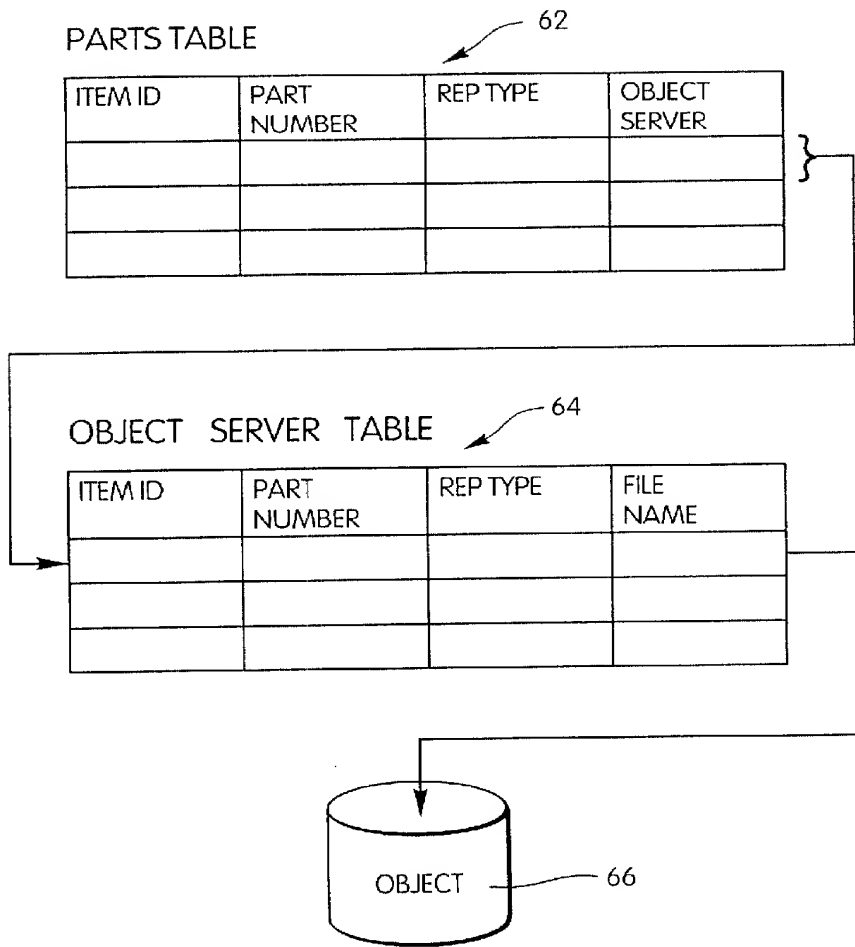 PARTS TABLE
62
ITEM ID PART NUMBER REP TYPE OBJECT SERVER
OBJECT SERVER TABLE
64
ITEM ID PART NUMBER REP TYPE FILE NAME
OBJECT
66